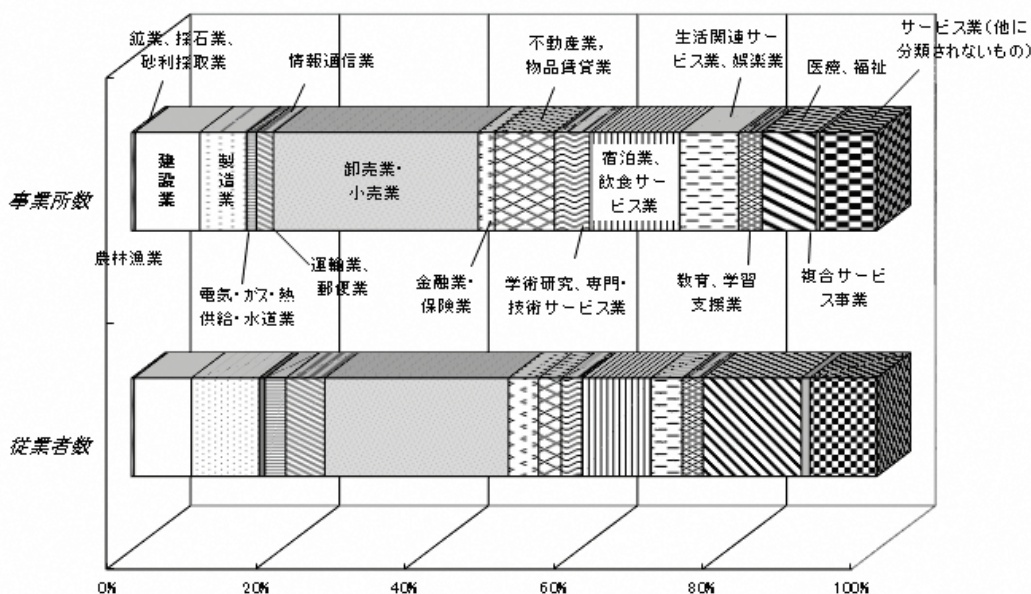 鉱業、採石業、
砂利採取業
情報通信業
不動産業，
物品賃貸業
生活関連サー
ビス業、娯楽業
医療、福祉
サービス業（他に
分類されないもの）
事業所数
建設業
製造業
卸売業・
小売業
宿泊業、
飲食サー
ビス業
農林漁業
電気・ガス・熱
供給・水道業
運輸業、
郵便業
金融業・
保険業
学術研究、専門・
技術サービス業
教育、学習
支援業
複合サービ
ス事業
従業者数
0%
20%
40%
60%
80%
100%